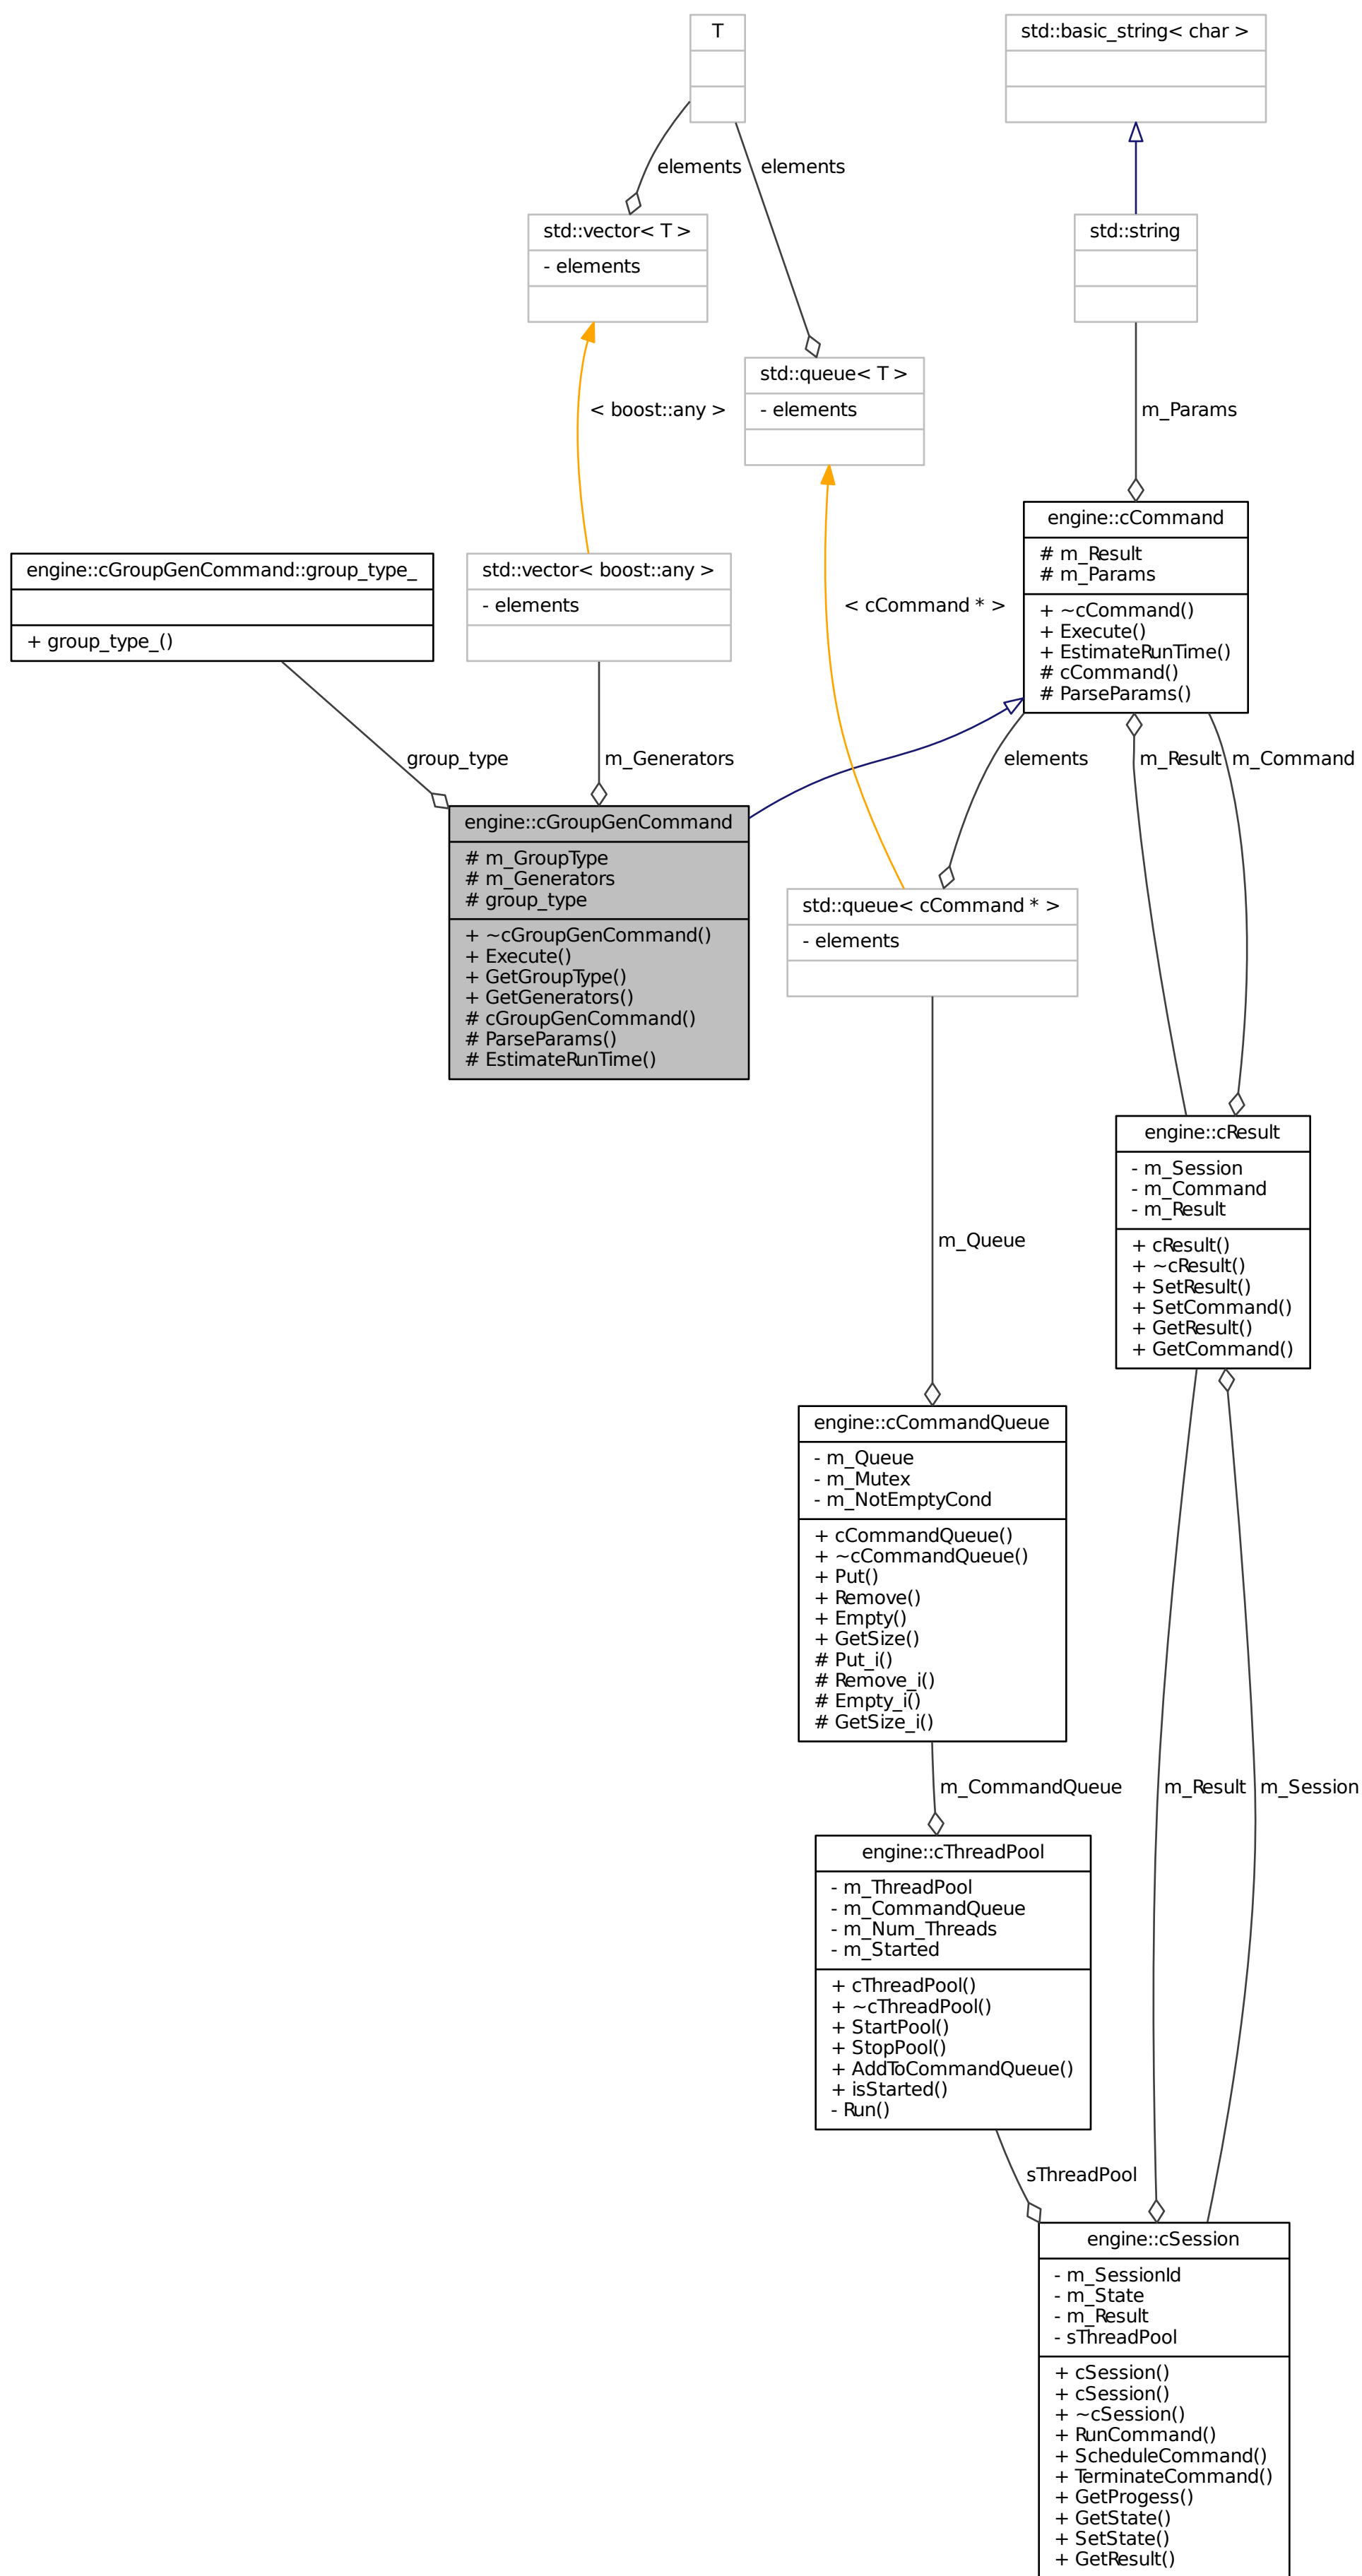 T
std::basic_string< char >
elements
elements
std::vector< T >
- elements
std::string
std::queue< T >
- elements
< boost::any >
m_Params
engine::cCommand
# m_Result
# m_Params
+ ~cCommand()
+ Execute()
+ EstimateRunTime()
# cCommand()
# ParseParams()
engine::cGroupGenCommand::group_type_
+ group_type_()
std::vector< boost::any >
- elements
< cCommand * >
group_type
m_Generators
elements
m_Result
m_Command
engine::cGroupGenCommand
# m_GroupType
# m_Generators
# group_type
+ ~cGroupGenCommand()
+ Execute()
+ GetGroupType()
+ GetGenerators()
# cGroupGenCommand()
# ParseParams()
# EstimateRunTime()
std::queue< cCommand * >
- elements
engine::cResult
- m_Session
- m_Command
- m_Result
+ cResult()
+ ~cResult()
+ SetResult()
+ SetCommand()
+ GetResult()
+ GetCommand()
m_Queue
engine::cCommandQueue
- m_Queue
- m_Mutex
- m_NotEmptyCond
+ cCommandQueue()
+ ~cCommandQueue()
+ Put()
+ Remove()
+ Empty()
+ GetSize()
# Put_i()
# Remove_i()
# Empty_i()
# GetSize_i()
m_CommandQueue
m_Result
m_Session
engine::cThreadPool
- m_ThreadPool
- m_CommandQueue
- m_Num_Threads
- m_Started
+ cThreadPool()
+ ~cThreadPool()
+ StartPool()
+ StopPool()
+ AddToCommandQueue()
+ isStarted()
- Run()
sThreadPool
engine::cSession
- m_SessionId
- m_State
- m_Result
- sThreadPool
+ cSession()
+ cSession()
+ ~cSession()
+ RunCommand()
+ ScheduleCommand()
+ TerminateCommand()
+ GetProgess()
+ GetState()
+ SetState()
+ GetResult()